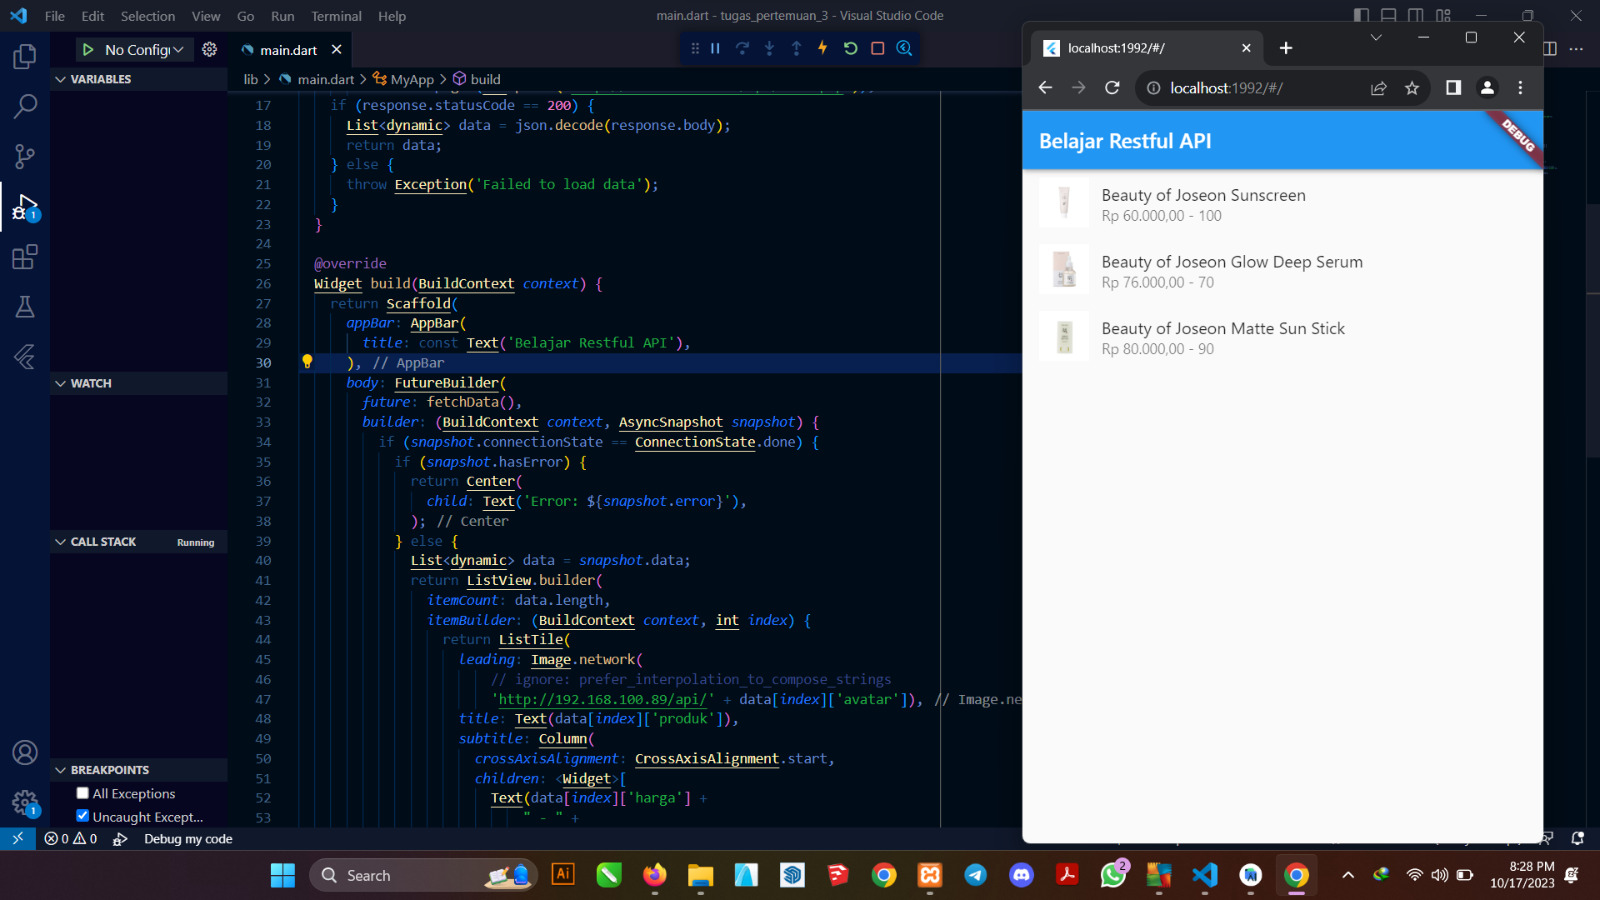 File Edit Selection View Go Run Terminal Help
main.dart - tugas_pertemuan_3 - Visual Studio Code
No Config
main.dart
lib > main.dart > MyApp > build
VARIABLES
WATCH
CALL STACK Running
BREAKPOINTS
All Exceptions
Uncaught Except...
1
1
17 if (response.statusCode == 200) {
18 List<dynamic> data = json.decode(response.body);
19 return data;
20 } else {
21 throw Exception('Failed to load data');
22 }
23 }
24
25 @override
26 Widget build(BuildContext context) {
27 return Scaffold(
28 appBar: AppBar(
29 title: const Text('Belajar Restful API'),
30 ), // AppBar
31 body: FutureBuilder(
32 future: fetchData(),
33 builder: (BuildContext context, AsyncSnapshot snapshot) {
34 if (snapshot.connectionState == ConnectionState.done) {
35 if (snapshot.hasError) {
36 return Center(
37 child: Text('Error: ${snapshot.error}'),
38 ); // Center
39 } else {
40 List<dynamic> data = snapshot.data;
41 return ListView.builder(
42 itemCount: data.length,
43 itemBuilder: (BuildContext context, int index) {
44 return ListTile(
45 leading: Image.network(
46 // ignore: prefer_interpolation_to_compose_strings
47 'http://192.168.100.89/api/' + data[index]['avatar']), // Image.ne
48 title: Text(data[index]['produk']),
49 subtitle: Column(
50 crossAxisAlignment: CrossAxisAlignment.start,
51 children: <Widget>[
52 Text(data[index]['harga'] +
53 " - " +
localhost:1992/#/
localhost:1992/#/
Belajar Restful API
DEBUG
Beauty of Joseon Sunscreen
Rp 60.000,00 - 100
Beauty of Joseon Glow Deep Serum
Rp 76.000,00 - 70
Beauty of Joseon Matte Sun Stick
Rp 80.000,00 - 90
0 0 Debug my code
Search
Ai
2
8:28 PM
10/17/2023